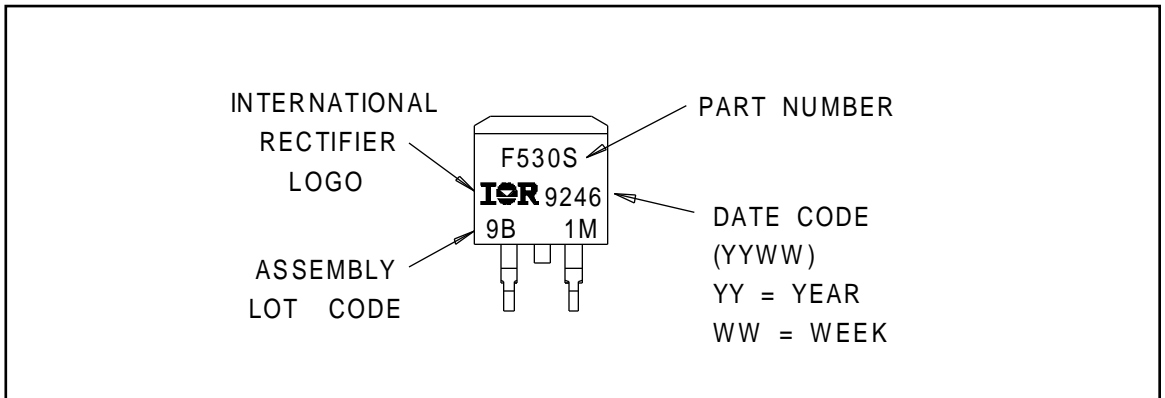 INTERNATIONAL
RECTIFIER
LOGO
ASSEMBLY
LOT CODE
F530S
IOR 9246
9B 1M
PART NUMBER
DATE CODE
(YYWW)
YY = YEAR
WW = WEEK